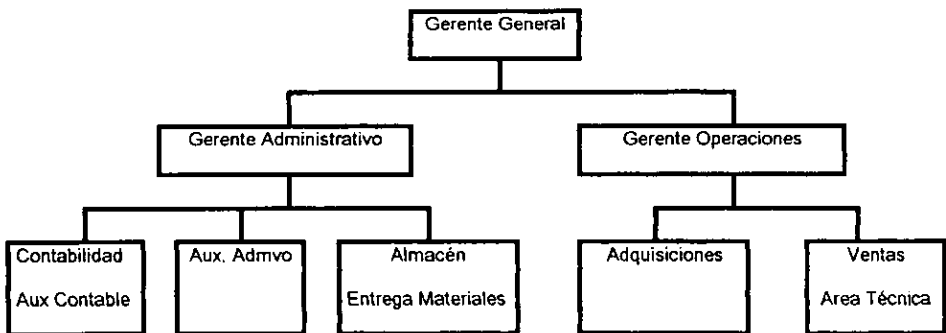 Gerente General
Gerente Administrativo
Gerente Operaciones
Contabilidad
Aux Contable
Aux. Admvo
Almacén
Entrega Materiales
Adquisiciones
Ventas
Area Técnica